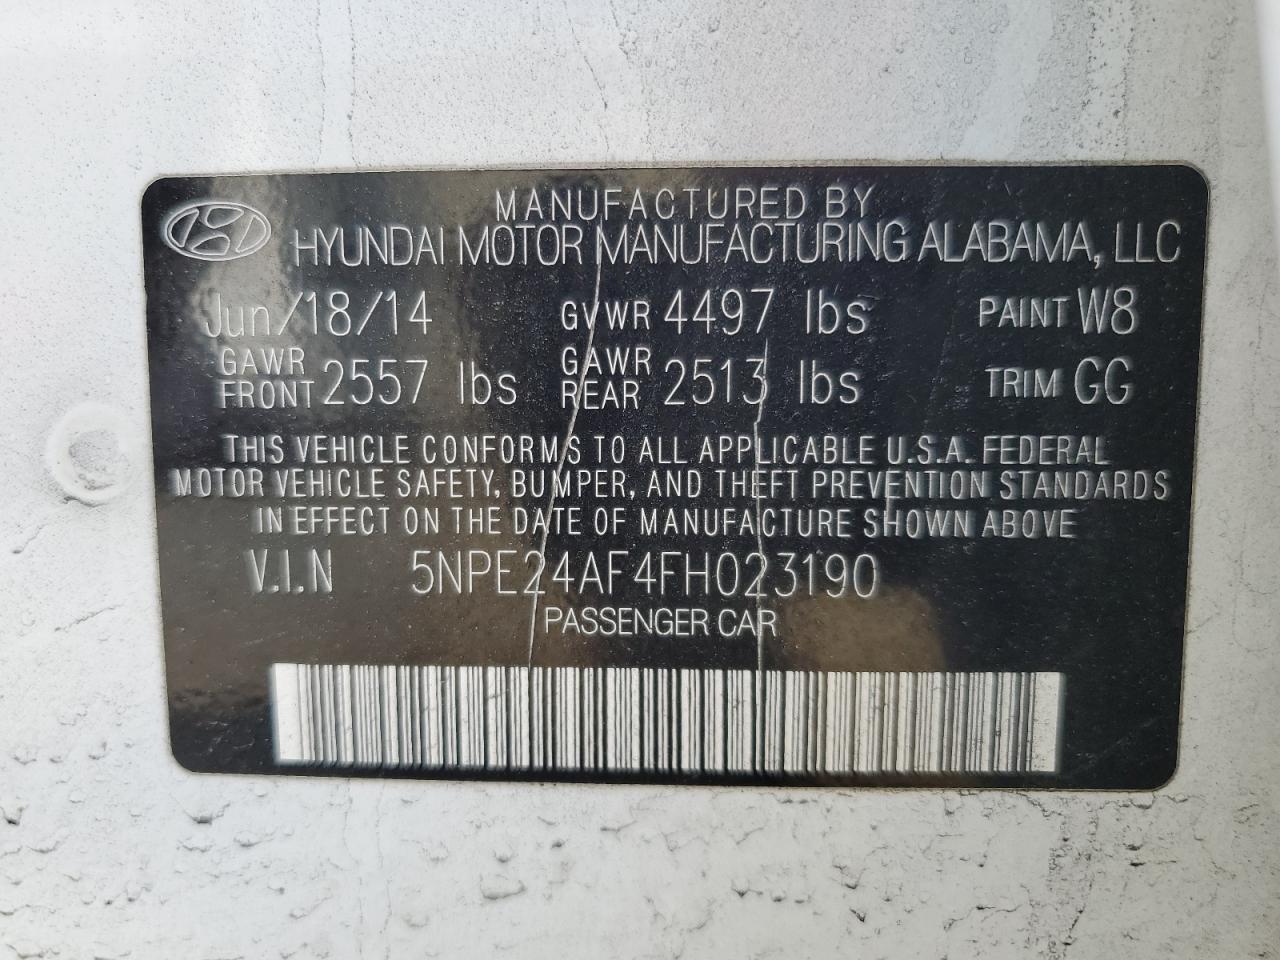 MANUFACTURED BY
HYUNDAI MOTOR MANUFACTURING ALABAMA, LLC
Jun/18/14 GVWR 4497 lbs PAINT W8
GAWR FRONT 2557 lbs GAWR REAR 2513 lbs TRIM GG
THIS VEHICLE CONFORMS TO ALL APPLICABLE U.S.A. FEDERAL
MOTOR VEHICLE SAFETY, BUMPER, AND THEFT PREVENTION STANDARDS
IN EFFECT ON THE DATE OF MANUFACTURE SHOWN ABOVE
V.I.N 5NPE24AF4FH023190
PASSENGER CAR